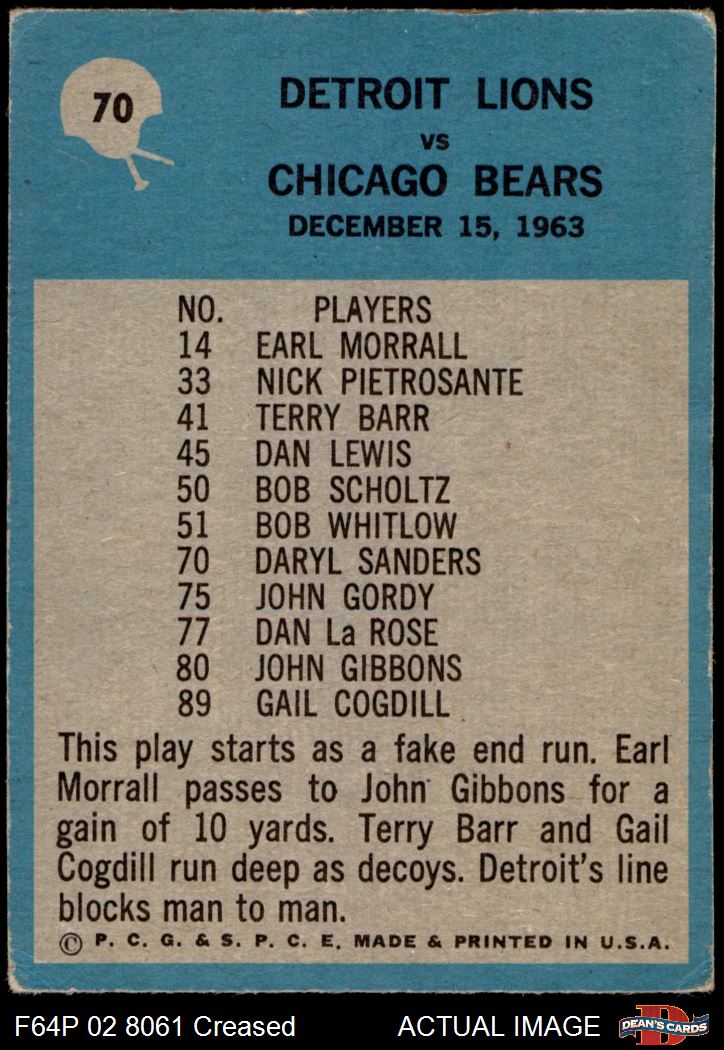 70
DETROIT LIONS
VS
CHICAGO BEARS
DECEMBER 15, 1963
NO. PLAYERS
14 EARL MORRALL
33 NICK PIETROSANTE
41 TERRY BARR
45 DAN LEWIS
50 BOB SCHOLTZ
51 BOB WHITLOW
70 DARYL SANDERS
75 JOHN GORDY
77 DAN La ROSE
80 JOHN GIBBONS
89 GAIL COGDILL
This play starts as a fake end run. Earl
Morrall passes to John Gibbons for a
gain of 10 yards. Terry Barr and Gail
Cogdill run deep as decoys. Detroit's line
blocks man to man.
© P. C. G. & S. P. C. E. MADE & PRINTED IN U.S.A.
F64P 02 8061 Creased ACTUAL IMAGE
D
DEAN'S CARDS